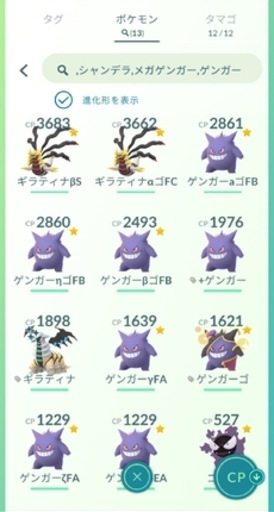 タグ ポケモン タマゴ
(13) 12 / 12
,シャンデラ,メガゲンガー,ゲンガー
進化形を表示
CP3683 CP3662 CP2861
ギラティナβS ギラティナαゴFC ゲンガーaゴFB
CP2860 CP2493 CP1976
ゲンガーηゴFB ゲンガーβゴFB +ゲンガー
CP1898 CP1639 CP1621
ギラティナ ゲンガーγFA ゲンガーゴ
CP1229 CP1229 CP527
ゲンガーζFA EA
CP